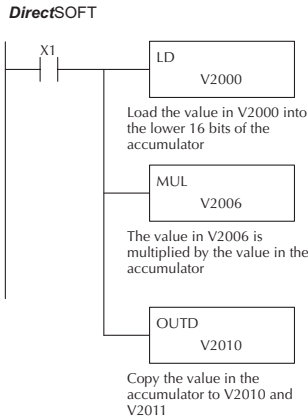 DirectSOFT
X1
LD
V2000
Load the value in V2000 into
the lower 16 bits of the
accumulator
MUL
V2006
The value in V2006 is
multiplied by the value in the
accumulator
OUTD
V2010
Copy the value in the
accumulator to V2010 and
V2011